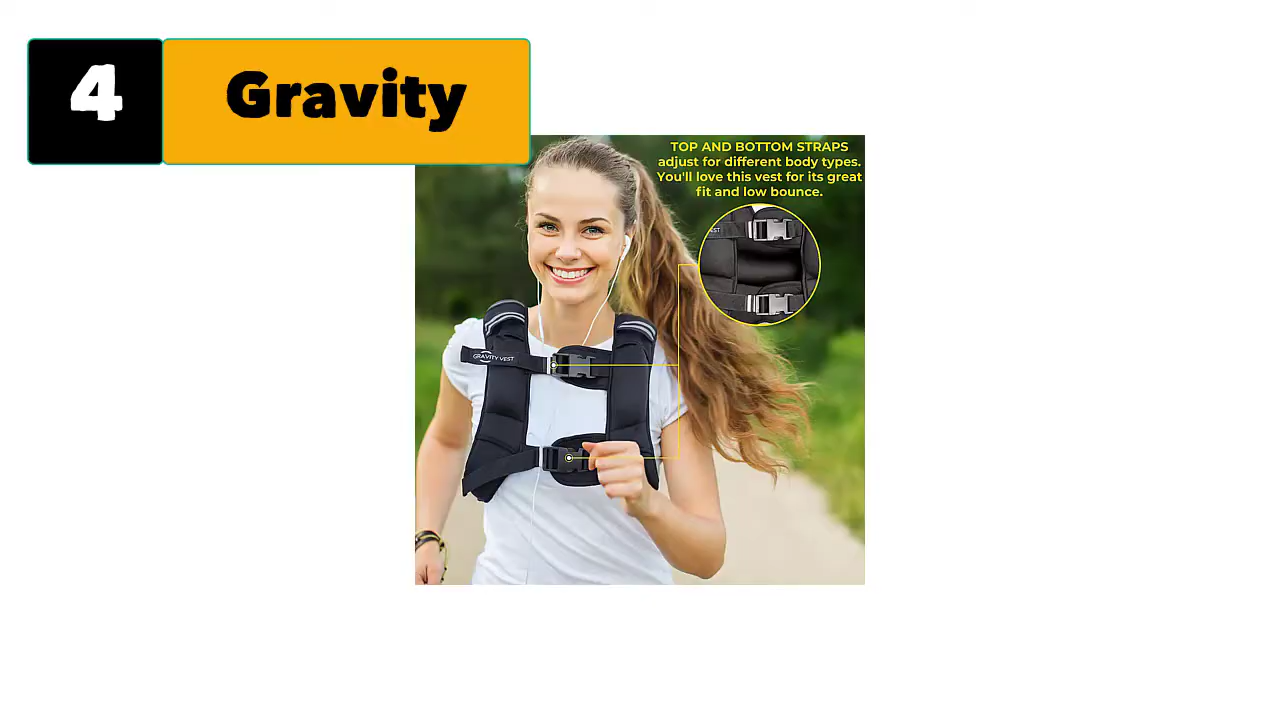 4
Gravity
TOP AND BOTTOM STRAPS
adjust for different body types.
You'll love this vest for its great
fit and low bounce.
EST
GRAVITY VEST